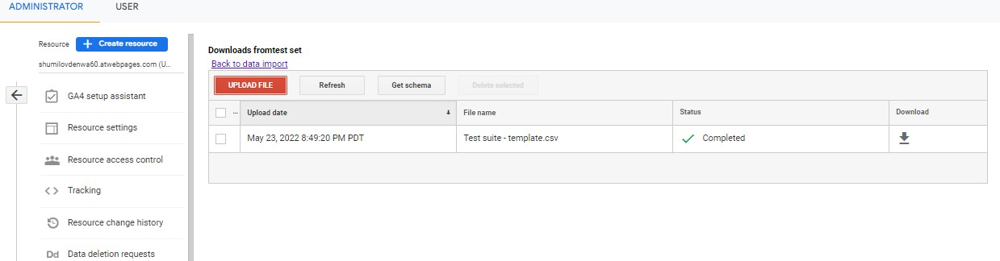 ADMINISTRATOR USER
Resource + Create resource
shumilovdenwa60.atwebpages.com (U...
GA4 setup assistant
Resource settings
Resource access control
Tracking
Resource change history
Dd Data deletion requests
Downloads fromtest set
Back to data import
UPLOAD FILE Refresh Get schema Delete selected
... Upload date File name Status Download
May 23, 2022 8:49:20 PM PDT Test suite - template.csv Completed